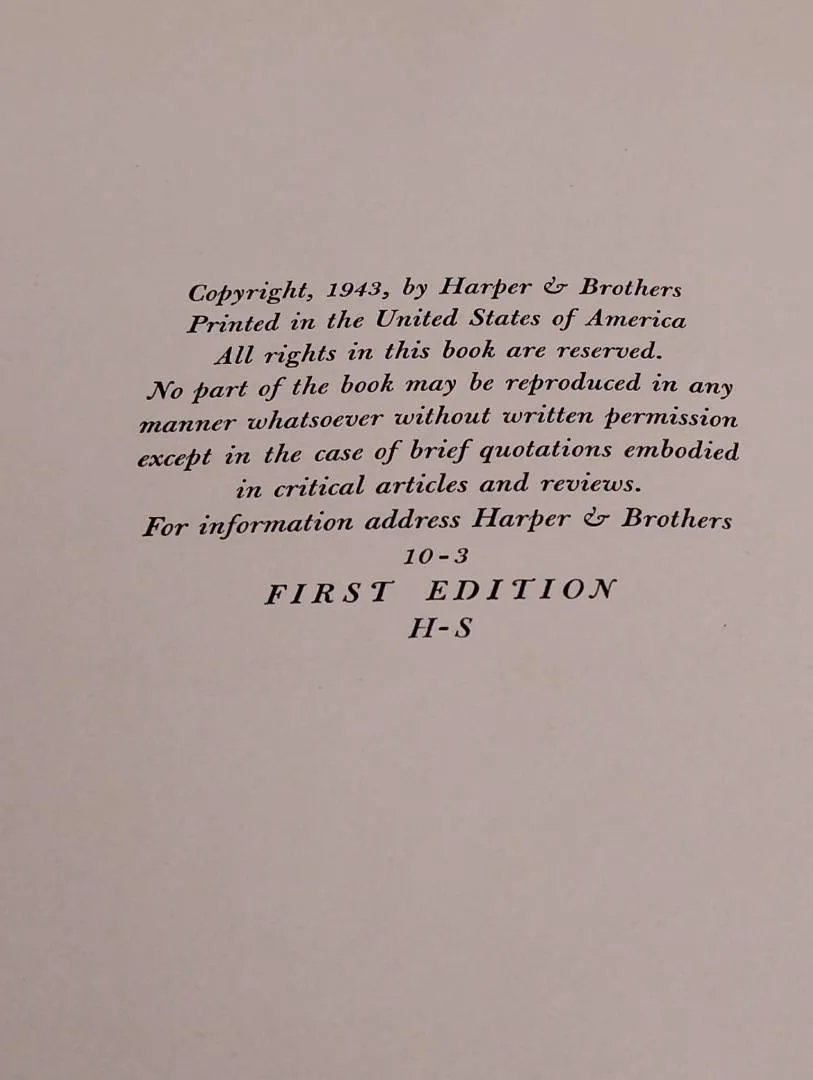 Copyright, 1943, by Harper & Brothers
Printed in the United States of America
All rights in this book are reserved.
No part of the book may be reproduced in any
manner whatsoever without written permission
except in the case of brief quotations embodied
in critical articles and reviews.
For information address Harper & Brothers
10-3
FIRST EDITION
H-S